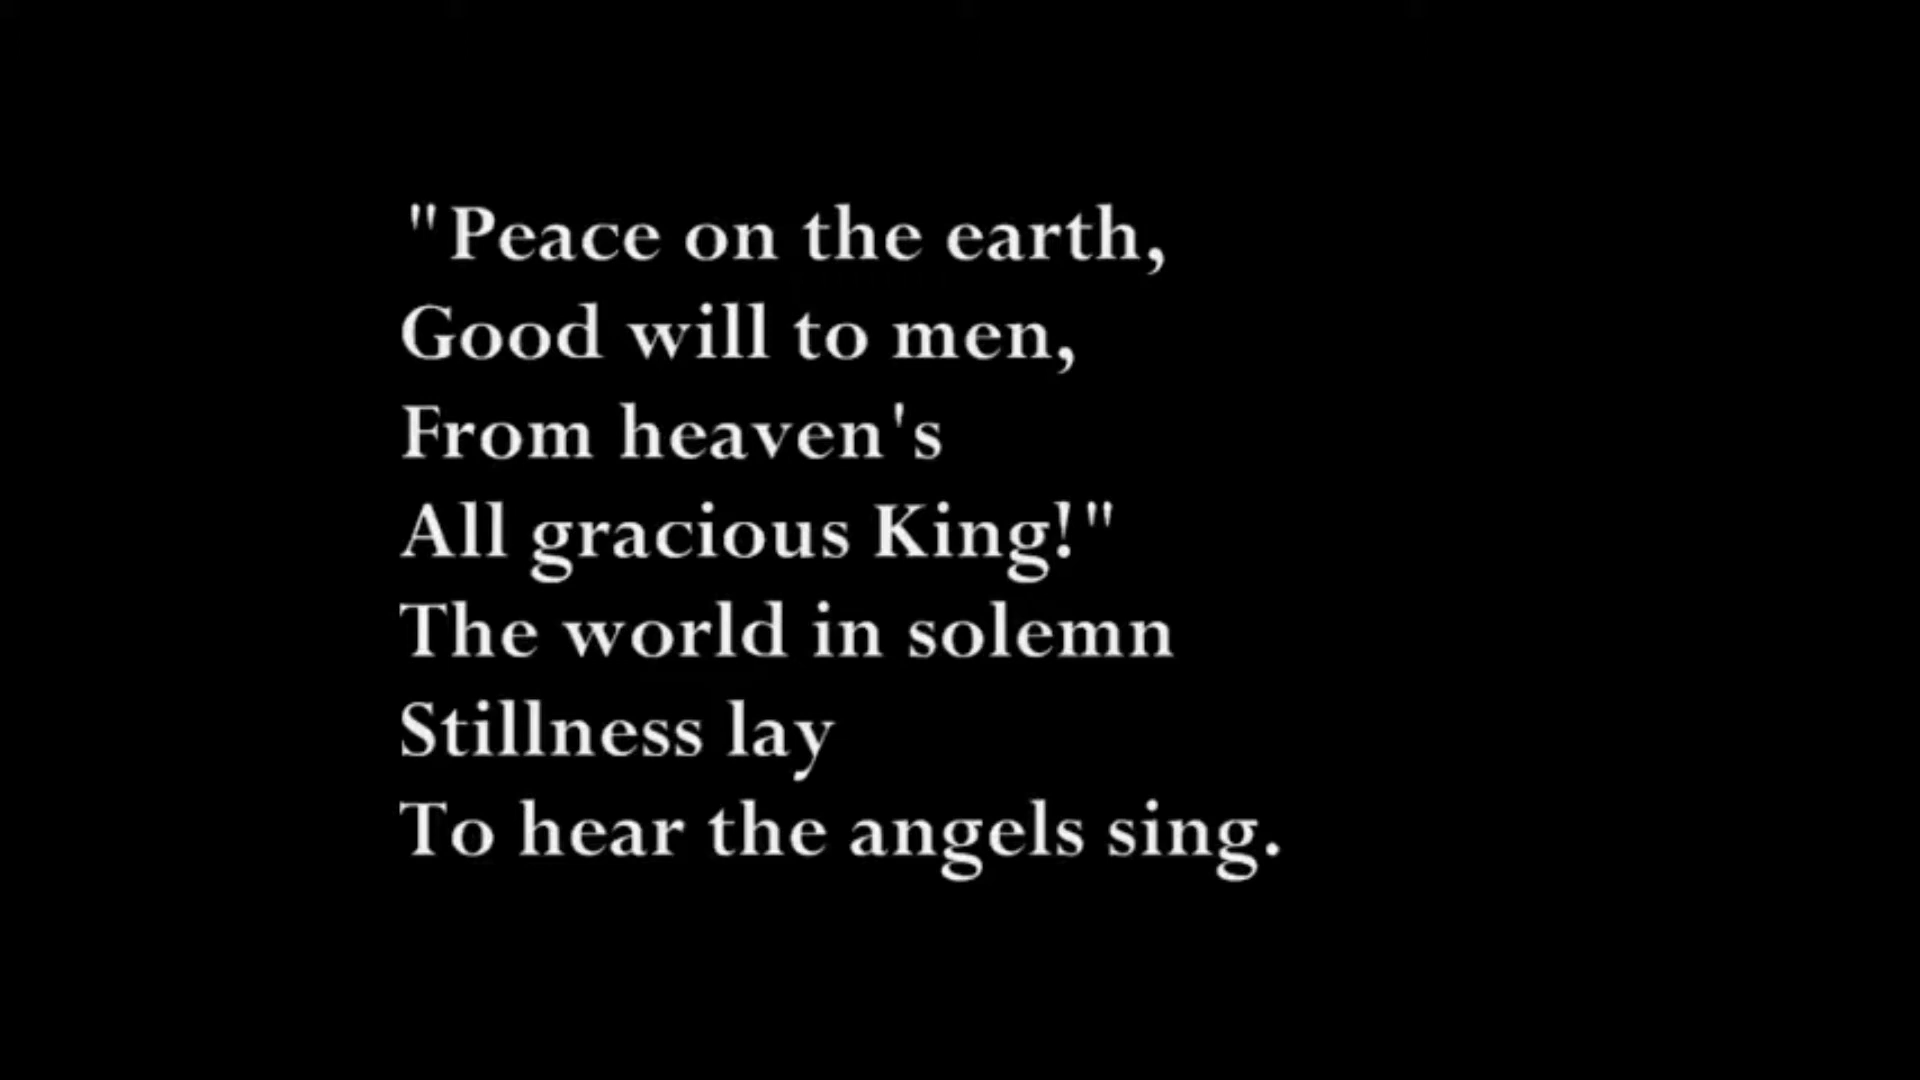 "Peace on the earth,
Good will to men,
From heaven's
All gracious King!"
The world in solemn
Stillness lay
To hear the angels sing.